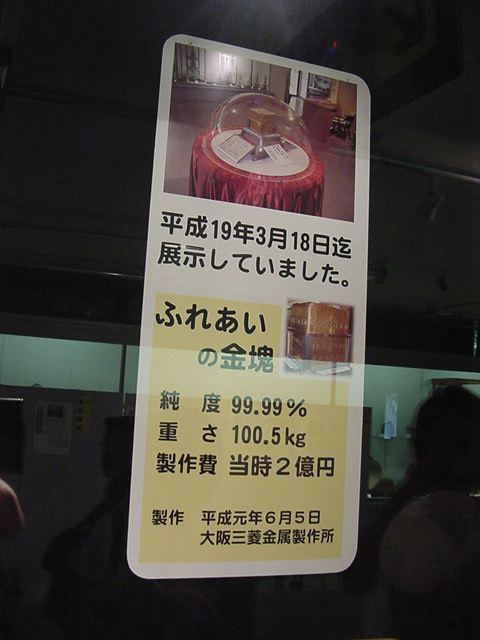 平成19年3月18日迄
展示していました。
ふれあい
の金塊
純　度 99.99％
重　さ 100.5kg
製作費 当時２億円
製作　平成元年６月５日
大阪三菱金属製作所